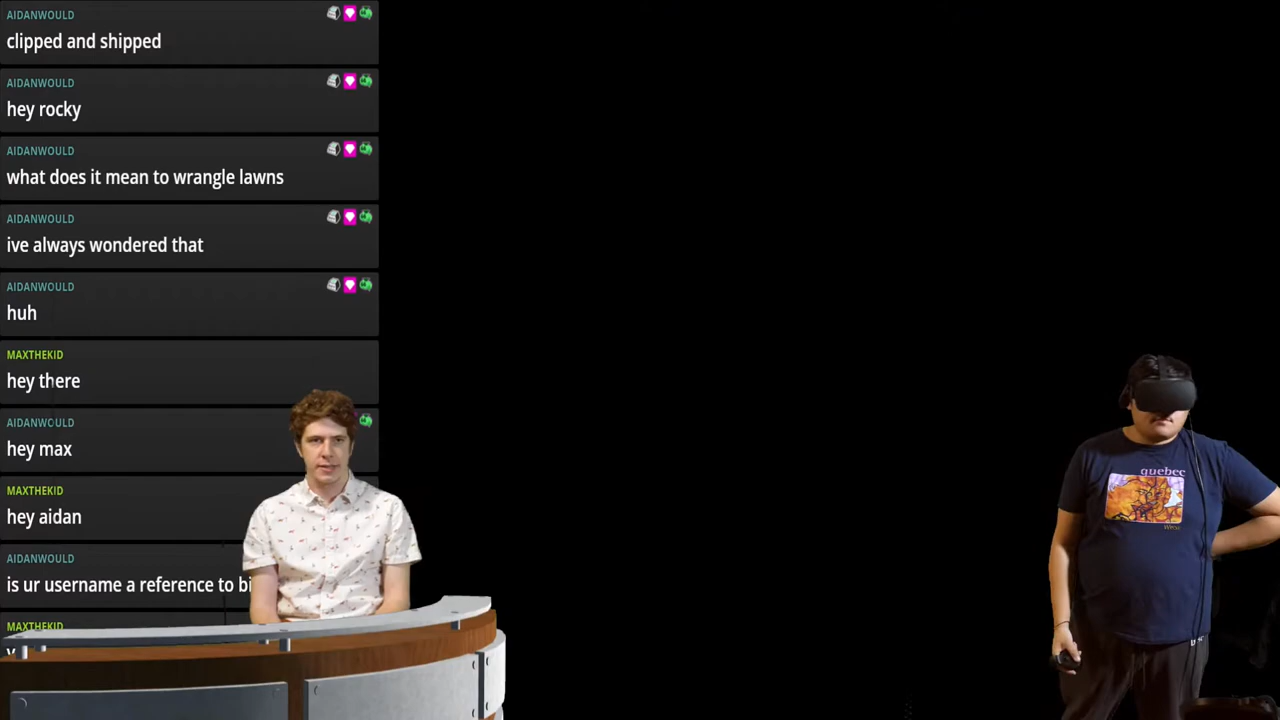 AIDANWOULD
clipped and shipped
AIDANWOULD
hey rocky
AIDANWOULD
what does it mean to wrangle lawns
AIDANWOULD
ive always wondered that
AIDANWOULD
huh
MAXTHEKID
hey there
AIDANWOULD
hey max
MAXTHEKID
hey aidan
AIDANWOULD
is ur username a reference to
MAXTHEKID
quebec